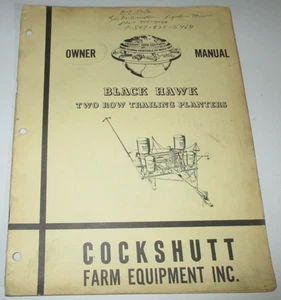 OWNER MANUAL
BLACK HAWK
TWO ROW TRAILING PLANTERS
COCKSHUTT
FARM EQUIPMENT INC.